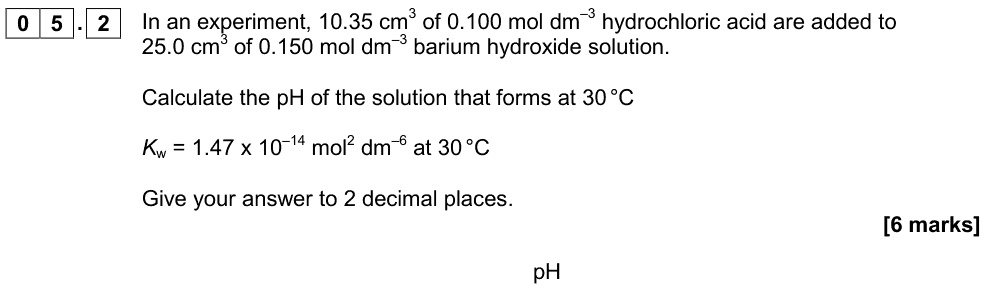 0 5 . 2 In an experiment, 10.35 cm³ of 0.100 mol dm⁻³ hydrochloric acid are added to
25.0 cm³ of 0.150 mol dm⁻³ barium hydroxide solution.
Calculate the pH of the solution that forms at 30 °C
Kw = 1.47 x 10⁻¹⁴ mol² dm⁻⁶ at 30 °C
Give your answer to 2 decimal places.
[6 marks]
pH